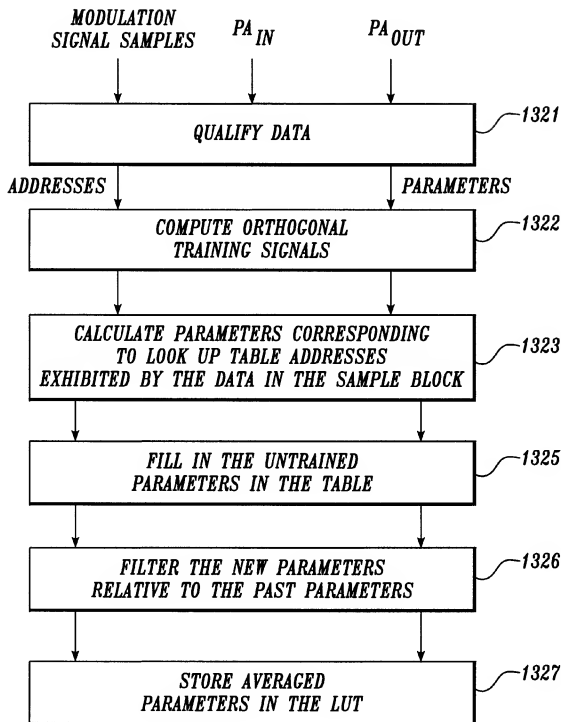 MODULATION
SIGNAL SAMPLES
PA IN
PA OUT
QUALIFY DATA
1321
ADDRESSES
PARAMETERS
COMPUTE ORTHOGONAL
TRAINING SIGNALS
1322
CALCULATE PARAMETERS CORRESPONDING
TO LOOK UP TABLE ADDRESSES
EXHIBITED BY THE DATA IN THE SAMPLE BLOCK
1323
FILL IN THE UNTRAINED
PARAMETERS IN THE TABLE
1325
FILTER THE NEW PARAMETERS
RELATIVE TO THE PAST PARAMETERS
1326
STORE AVERAGED
PARAMETERS IN THE LUT
1327